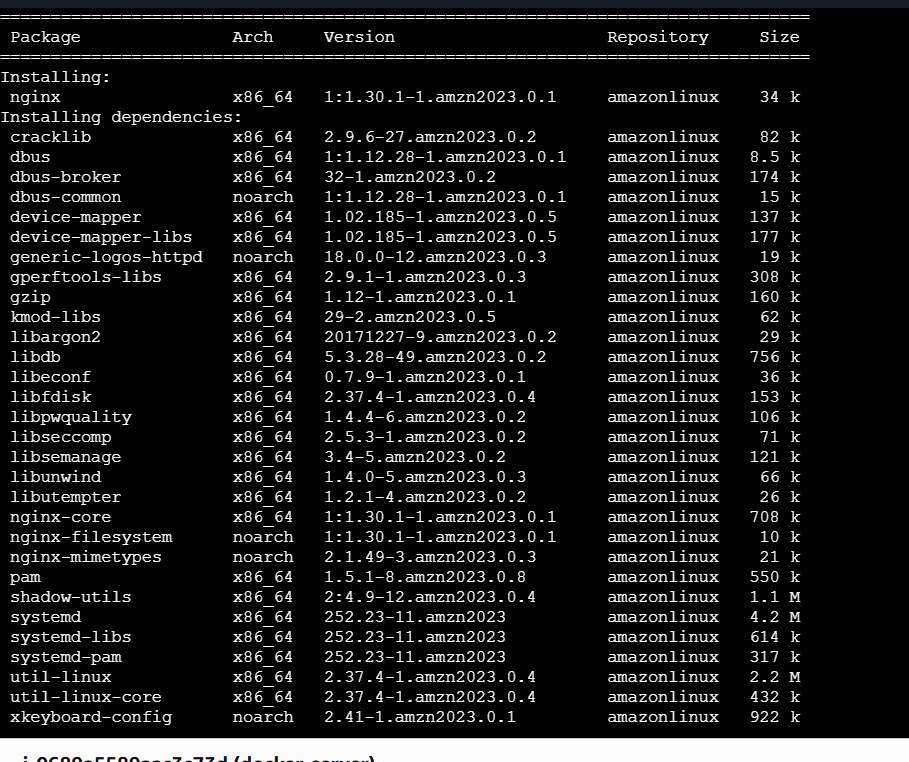 Package Arch Version Repository Size
Installing:
nginx x86_64 1:1.30.1-1.amzn2023.0.1 amazonlinux 34 k
Installing dependencies:
cracklib x86_64 2.9.6-27.amzn2023.0.2 amazonlinux 82 k
dbus x86_64 1:1.12.28-1.amzn2023.0.1 amazonlinux 8.5 k
dbus-broker x86_64 32-1.amzn2023.0.2 amazonlinux 174 k
dbus-common noarch 1:1.12.28-1.amzn2023.0.1 amazonlinux 15 k
device-mapper x86_64 1.02.185-1.amzn2023.0.5 amazonlinux 137 k
device-mapper-libs x86_64 1.02.185-1.amzn2023.0.5 amazonlinux 177 k
generic-logos-httpd noarch 18.0.0-12.amzn2023.0.3 amazonlinux 19 k
gperftools-libs x86_64 2.9.1-1.amzn2023.0.3 amazonlinux 308 k
gzip x86_64 1.12-1.amzn2023.0.1 amazonlinux 160 k
kmod-libs x86_64 29-2.amzn2023.0.5 amazonlinux 62 k
libargon2 x86_64 20171227-9.amzn2023.0.2 amazonlinux 29 k
libdb x86_64 5.3.28-49.amzn2023.0.2 amazonlinux 756 k
libeconf x86_64 0.7.9-1.amzn2023.0.1 amazonlinux 36 k
libfdisk x86_64 2.37.4-1.amzn2023.0.4 amazonlinux 153 k
libpwquality x86_64 1.4.4-6.amzn2023.0.2 amazonlinux 106 k
libseccomp x86_64 2.5.3-1.amzn2023.0.2 amazonlinux 71 k
libsemanage x86_64 3.4-5.amzn2023.0.2 amazonlinux 121 k
libunwind x86_64 1.4.0-5.amzn2023.0.3 amazonlinux 66 k
libutempter x86_64 1.2.1-4.amzn2023.0.2 amazonlinux 26 k
nginx-core x86_64 1:1.30.1-1.amzn2023.0.1 amazonlinux 708 k
nginx-filesystem noarch 1:1.30.1-1.amzn2023.0.1 amazonlinux 10 k
nginx-mimetypes noarch 2.1.49-3.amzn2023.0.3 amazonlinux 21 k
pam x86_64 1.5.1-8.amzn2023.0.8 amazonlinux 550 k
shadow-utils x86_64 2:4.9-12.amzn2023.0.4 amazonlinux 1.1 M
systemd x86_64 252.23-11.amzn2023 amazonlinux 4.2 M
systemd-libs x86_64 252.23-11.amzn2023 amazonlinux 614 k
systemd-pam x86_64 252.23-11.amzn2023 amazonlinux 317 k
util-linux x86_64 2.37.4-1.amzn2023.0.4 amazonlinux 2.2 M
util-linux-core x86_64 2.37.4-1.amzn2023.0.4 amazonlinux 432 k
xkeyboard-config noarch 2.41-1.amzn2023.0.1 amazonlinux 922 k